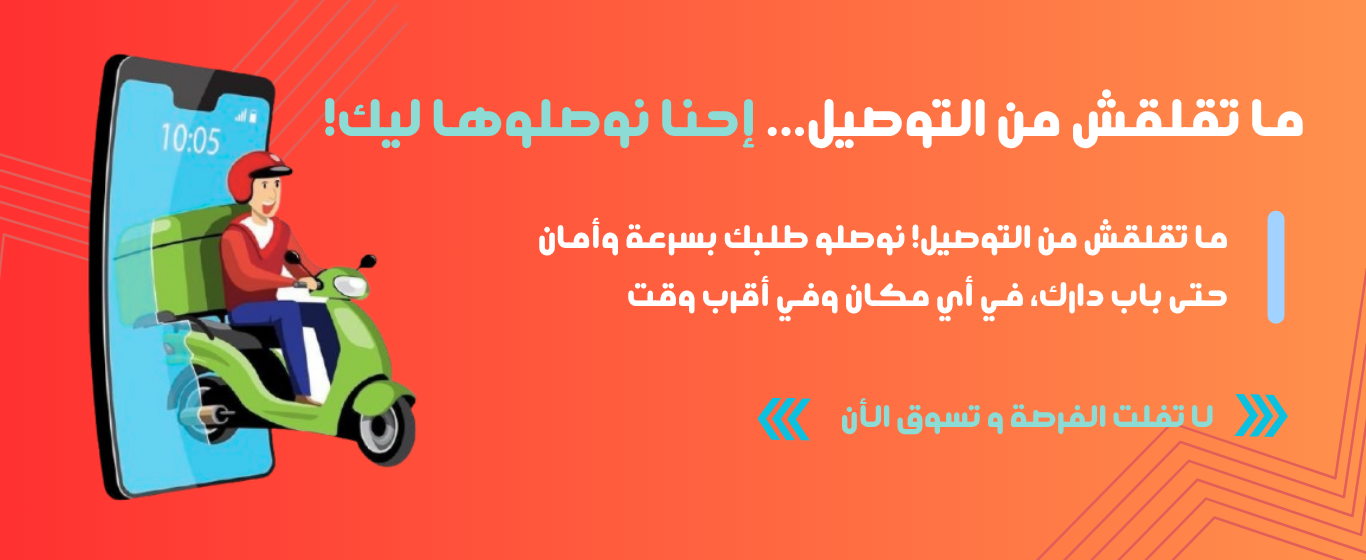 ما تقلقش من التوصيل... إحنا نوصلوها ليك!
ما تقلقش من التوصيل! نوصلو طلبك بسرعة وأمان
حتى باب دارك، في أي مكان وفي أقرب وقت
لا تفلت الفرصة و تسوق الأن
10:05